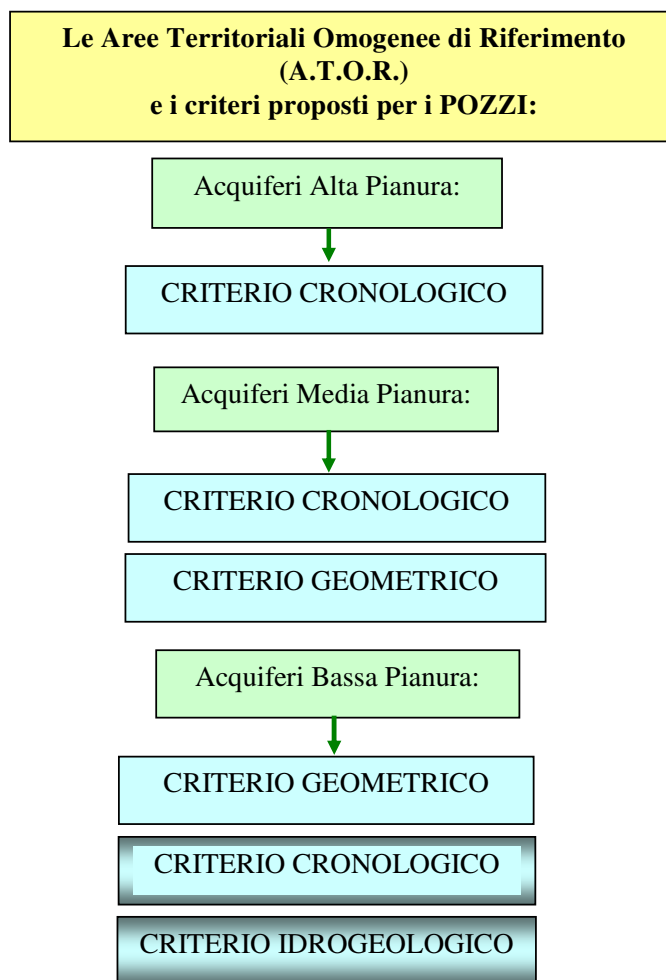 Le Aree Territoriali Omogenee di Riferimento
(A.T.O.R.)
e i criteri proposti per i POZZI:
Acquiferi Alta Pianura:
CRITERIO CRONOLOGICO
Acquiferi Media Pianura:
CRITERIO CRONOLOGICO
CRITERIO GEOMETRICO
Acquiferi Bassa Pianura:
CRITERIO GEOMETRICO
CRITERIO CRONOLOGICO
CRITERIO IDROGEOLOGICO